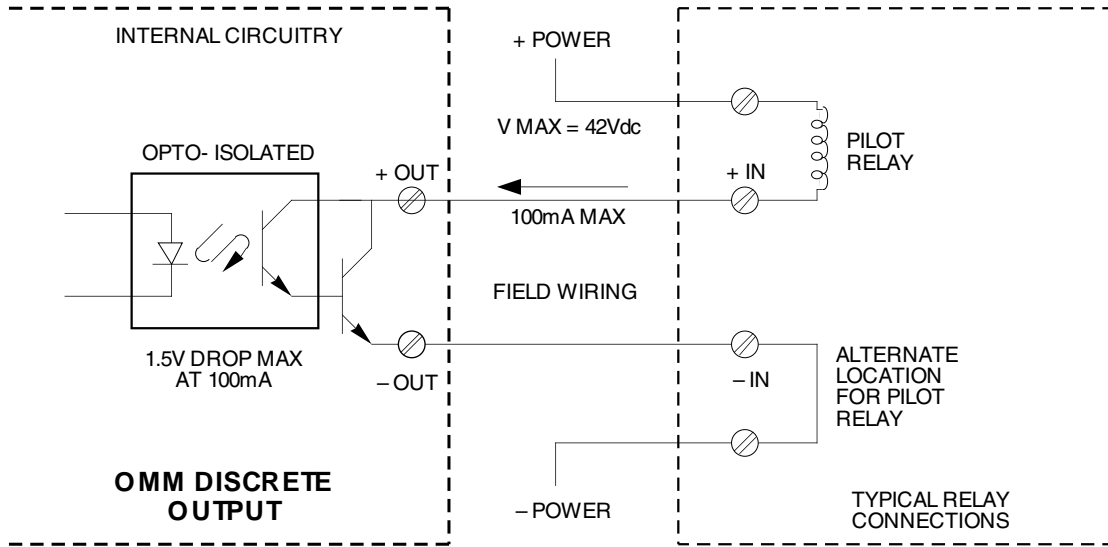 INTERNAL CIRCUITRY
+ POWER
V MAX = 42Vdc
OPTO- ISOLATED
PILOT
RELAY
+ OUT
+ IN
100mA MAX
FIELD WIRING
1.5V DROP MAX
AT 100mA
– OUT
– IN
ALTERNATE
LOCATION
FOR PILOT
RELAY
OMM DISCRETE
OUTPUT
– POWER
TYPICAL RELAY
CONNECTIONS